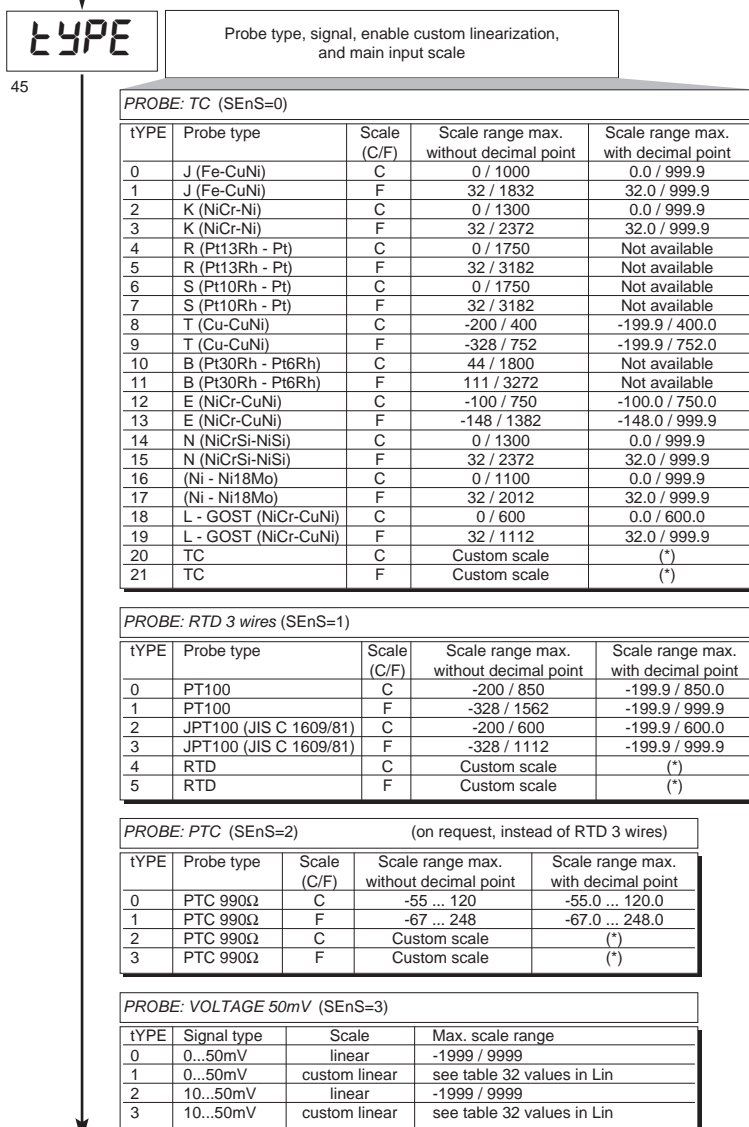 tYPE
Probe type, signal, enable custom linearization,
and main input scale
45
PROBE: TC (SEnS=0)
tYPE Probe type Scale Scale range max. Scale range max.
(C/F) without decimal point with decimal point
0 J (Fe-CuNi) C 0 / 1000 0.0 / 999.9
1 J (Fe-CuNi) F 32 / 1832 32.0 / 999.9
2 K (NiCr-Ni) C 0 / 1300 0.0 / 999.9
3 K (NiCr-Ni) F 32 / 2372 32.0 / 999.9
4 R (Pt13Rh - Pt) C 0 / 1750 Not available
5 R (Pt13Rh - Pt) F 32 / 3182 Not available
6 S (Pt10Rh - Pt) C 0 / 1750 Not available
7 S (Pt10Rh - Pt) F 32 / 3182 Not available
8 T (Cu-CuNi) C -200 / 400 -199.9 / 400.0
9 T (Cu-CuNi) F -328 / 752 -199.9 / 752.0
10 B (Pt30Rh - Pt6Rh) C 44 / 1800 Not available
11 B (Pt30Rh - Pt6Rh) F 111 / 3272 Not available
12 E (NiCr-CuNi) C -100 / 750 -100.0 / 750.0
13 E (NiCr-CuNi) F -148 / 1382 -148.0 / 999.9
14 N (NiCrSi-NiSi) C 0 / 1300 0.0 / 999.9
15 N (NiCrSi-NiSi) F 32 / 2372 32.0 / 999.9
16 (Ni - Ni18Mo) C 0 / 1100 0.0 / 999.9
17 (Ni - Ni18Mo) F 32 / 2012 32.0 / 999.9
18 L - GOST (NiCr-CuNi) C 0 / 600 0.0 / 600.0
19 L - GOST (NiCr-CuNi) F 32 / 1112 32.0 / 999.9
20 TC C Custom scale (*)
21 TC F Custom scale (*)
PROBE: RTD 3 wires (SEnS=1)
tYPE Probe type Scale Scale range max. Scale range max.
(C/F) without decimal point with decimal point
0 PT100 C -200 / 850 -199.9 / 850.0
1 PT100 F -328 / 1562 -199.9 / 999.9
2 JPT100 (JIS C 1609/81) C -200 / 600 -199.9 / 600.0
3 JPT100 (JIS C 1609/81) F -328 / 1112 -199.9 / 999.9
4 RTD C Custom scale (*)
5 RTD F Custom scale (*)
PROBE: PTC (SEnS=2) (on request, instead of RTD 3 wires)
tYPE Probe type Scale Scale range max. Scale range max.
(C/F) without decimal point with decimal point
0 PTC 990Ω C -55 ... 120 -55.0 ... 120.0
1 PTC 990Ω F -67 ... 248 -67.0 ... 248.0
2 PTC 990Ω C Custom scale (*)
3 PTC 990Ω F Custom scale (*)
PROBE: VOLTAGE 50mV (SEnS=3)
tYPE Signal type Scale Max. scale range
0 0...50mV linear -1999 / 9999
1 0...50mV custom linear see table 32 values in Lin
2 10...50mV linear -1999 / 9999
3 10...50mV custom linear see table 32 values in Lin